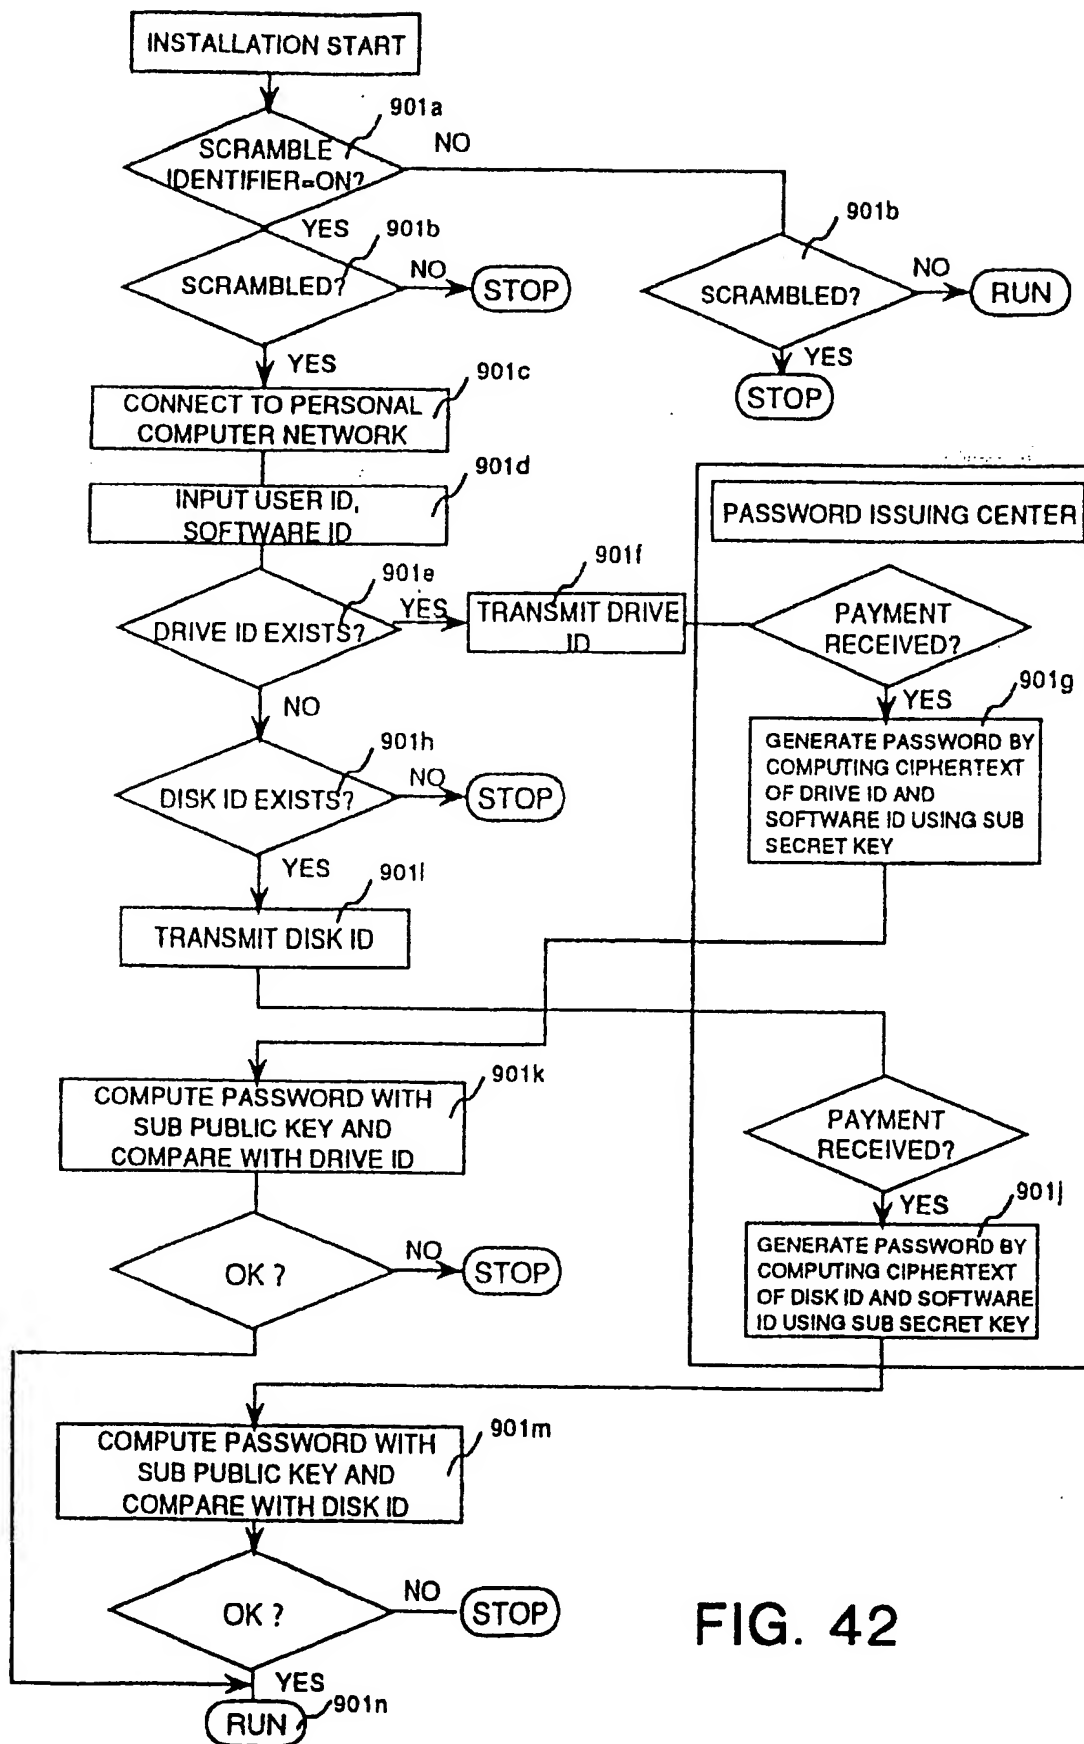 INSTALLATION START
901a
SCRAMBLE
IDENTIFIER=ON?
NO
YES
901b
SCRAMBLED?
NO
STOP
901b
SCRAMBLED?
NO
RUN
YES
STOP
YES
901c
CONNECT TO PERSONAL
COMPUTER NETWORK
901d
INPUT USER ID,
SOFTWARE ID
PASSWORD ISSUING CENTER
901e
DRIVE ID EXISTS?
YES
901f
TRANSMIT DRIVE
ID
PAYMENT
RECEIVED?
YES
901g
GENERATE PASSWORD BY
COMPUTING CIPHERTEXT
OF DRIVE ID AND
SOFTWARE ID USING SUB
SECRET KEY
NO
901h
DISK ID EXISTS?
NO
STOP
YES
901i
TRANSMIT DISK ID
901k
COMPUTE PASSWORD WITH
SUB PUBLIC KEY AND
COMPARE WITH DRIVE ID
PAYMENT
RECEIVED?
YES
901j
GENERATE PASSWORD BY
COMPUTING CIPHERTEXT
OF DISK ID AND SOFTWARE
ID USING SUB SECRET KEY
OK ?
NO
STOP
901m
COMPUTE PASSWORD WITH
SUB PUBLIC KEY AND
COMPARE WITH DISK ID
OK ?
NO
STOP
YES
RUN
901n
FIG. 42